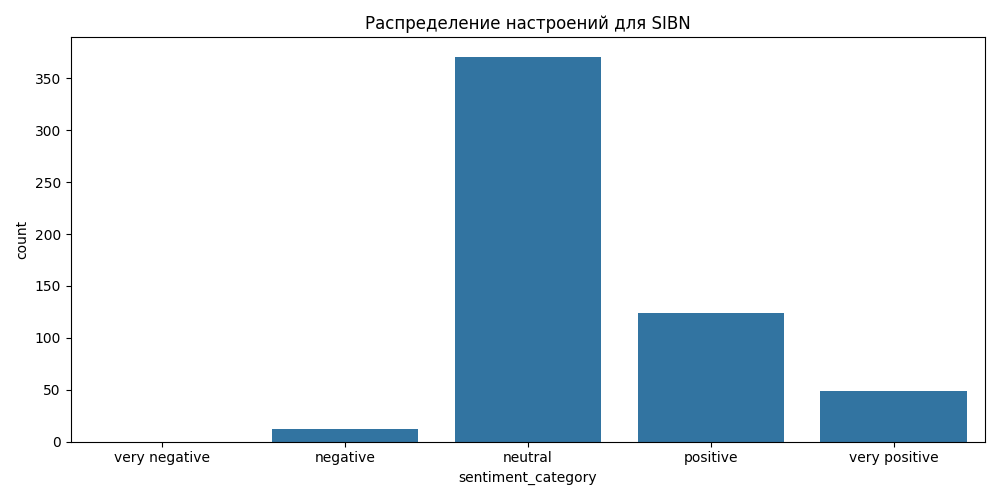 Распределение настроений для SIBN
count
350
300
250
200
150
100
50
0
very negative
negative
neutral
positive
very positive
sentiment_category